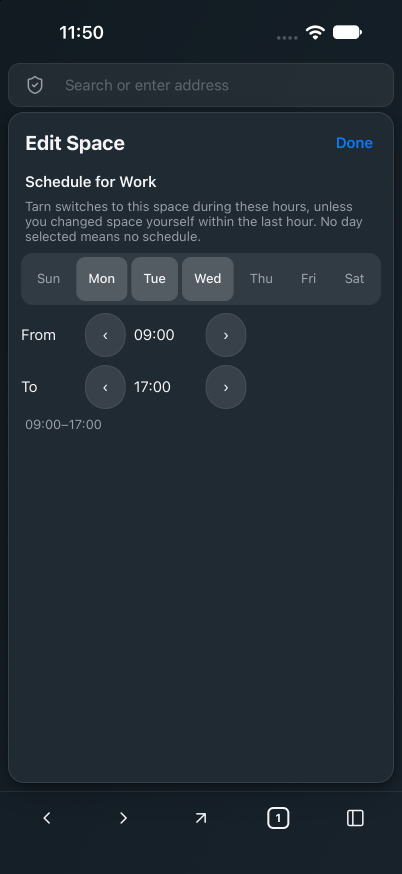 11:50
Search or enter address
Edit Space
Done
Schedule for Work
Tarn switches to this space during these hours, unless
you changed space yourself within the last hour. No day
selected means no schedule.
Sun Mon Tue Wed Thu Fri Sat
From ‹ 09:00 ›
To ‹ 17:00 ›
09:00–17:00
1